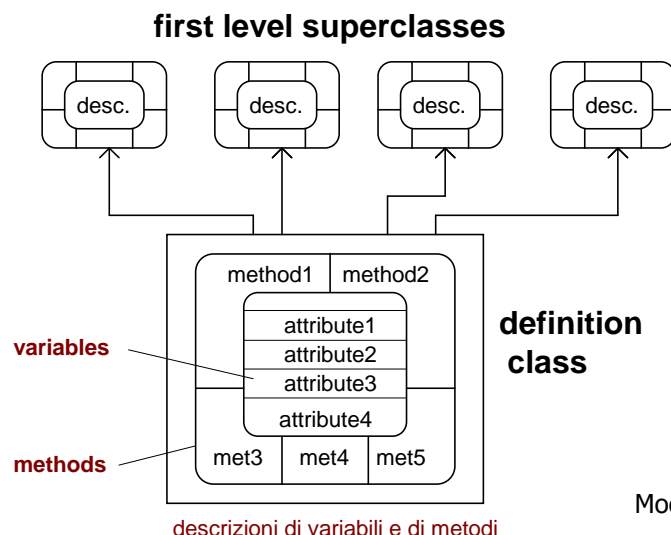 first level superclasses
desc. desc. desc. desc.
method1 method2
attribute1
definition class
variables
attribute2
attribute3
attribute4
methods
met3 met4 met5
descrizioni di variabili e di metodi